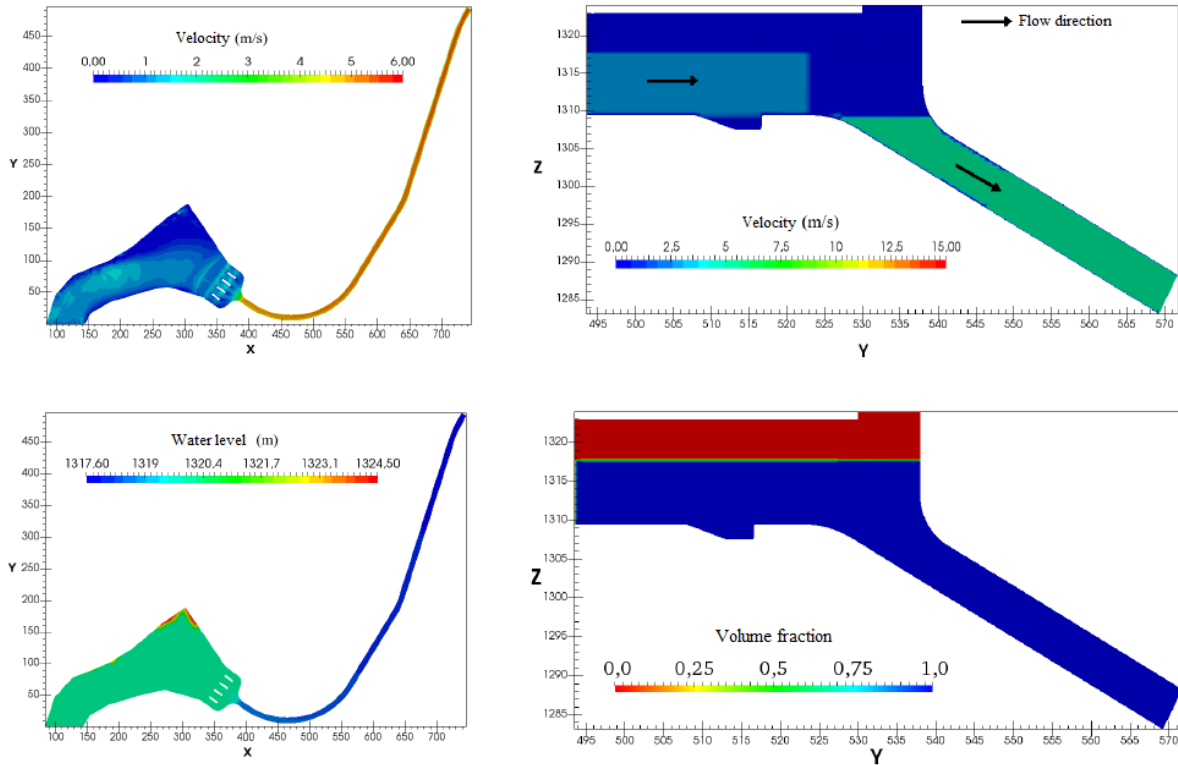 Velocity (m/s)
0.00 1 2 3 4 5 6.00
450
400
350
300
250
200
150
100
50
0
Y
100 150 200 250 300 350 400 450 500 550 600 650 700
X
Flow direction
1320
1315
1310
1305
1300
1295
1290
1285
Z
Velocity (m/s)
0.00 2.5 5 7.5 10 12.5 15.00
495 500 505 510 515 520 525 530 535 540 545 550 555 560 565 570
Y
Water level (m)
1317.60 1319 1320.4 1321.7 1323.1 1324.50
450
400
350
300
250
200
150
100
50
0
Y
100 150 200 250 300 350 400 450 500 550 600 650 700
X
1320
1315
1310
1305
1300
1295
1290
1285
Z
Volume fraction
0,0 0,25 0,5 0,75 1,0
495 500 505 510 515 520 525 530 535 540 545 550 555 560 565 570
Y